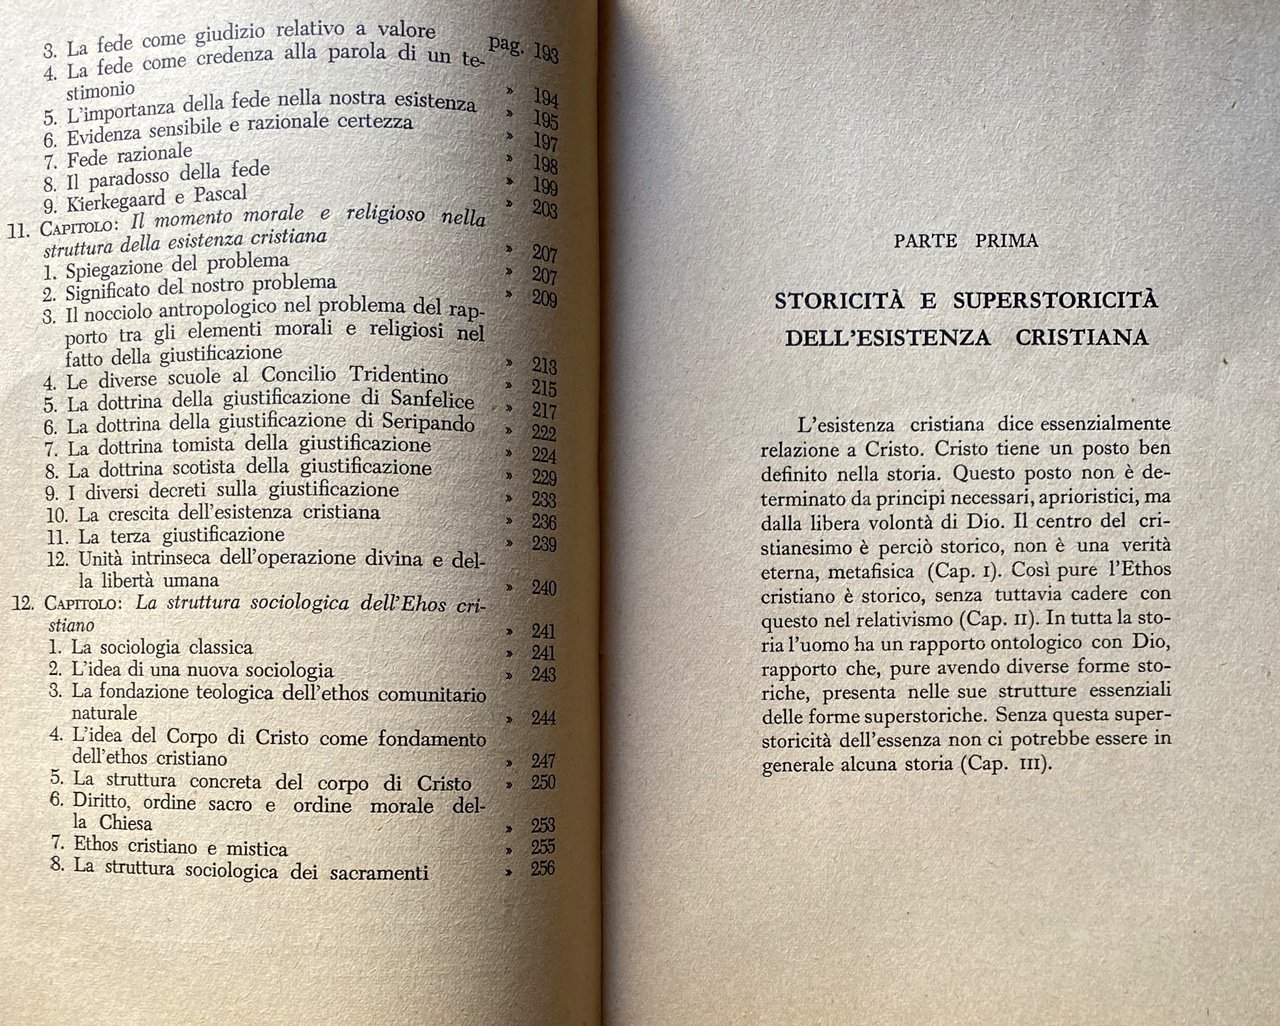 3. La fede come giudizio relativo a valore pag. 193
4. La fede come credenza alla parola di un te-
stimonio » 194
5. L'importanza della fede nella nostra esistenza » 195
6. Evidenza sensibile e razionale certezza » 197
7. Fede razionale » 198
8. Il paradosso della fede » 199
9. Kierkegaard e Pascal » 203
11. CAPITOLO: Il momento morale e religioso nella
struttura della esistenza cristiana » 207
1. Spiegazione del problema » 207
2. Significato del nostro problema » 209
3. Il nocciolo antropologico nel problema del rap-
porto tra gli elementi morali e religiosi nel
fatto della giustificazione » 213
4. Le diverse scuole al Concilio Tridentino » 215
5. La dottrina della giustificazione di Sanfelice » 217
6. La dottrina della giustificazione di Seripando » 222
7. La dottrina tomista della giustificazione » 224
8. La dottrina scotista della giustificazione » 229
9. I diversi decreti sulla giustificazione » 233
10. La crescita dell'esistenza cristiana » 236
11. La terza giustificazione » 239
12. Unità intrinseca dell'operazione divina e del-
la libertà umana » 240
12. CAPITOLO: La struttura sociologica dell'Ehos cri-
stiano » 241
1. La sociologia classica » 241
2. L'idea di una nuova sociologia » 243
3. La fondazione teologica dell'ethos comunitario
naturale » 244
4. L'idea del Corpo di Cristo come fondamento
dell'ethos cristiano » 247
5. La struttura concreta del corpo di Cristo » 250
6. Diritto, ordine sacro e ordine morale del-
la Chiesa » 253
7. Ethos cristiano e mistica » 255
8. La struttura sociologica dei sacramenti » 256
PARTE PRIMA
STORICITÀ E SUPERSTORICITÀ
DELL'ESISTENZA CRISTIANA
L'esistenza cristiana dice essenzialmente
relazione a Cristo. Cristo tiene un posto ben
definito nella storia. Questo posto non è de-
terminato da principi necessari, aprioristici, ma
dalla libera volontà di Dio. Il centro del cri-
stianesimo è perciò storico, non è una verità
eterna, metafisica (Cap. I). Così pure l'Ethos
cristiano è storico, senza tuttavia cadere con
questo nel relativismo (Cap. II). In tutta la sto-
ria l'uomo ha un rapporto ontologico con Dio,
rapporto che, pure avendo diverse forme sto-
riche, presenta nelle sue strutture essenziali
delle forme superstoriche. Senza questa super-
storicità dell'essenza non ci potrebbe essere in
generale alcuna storia (Cap. III).